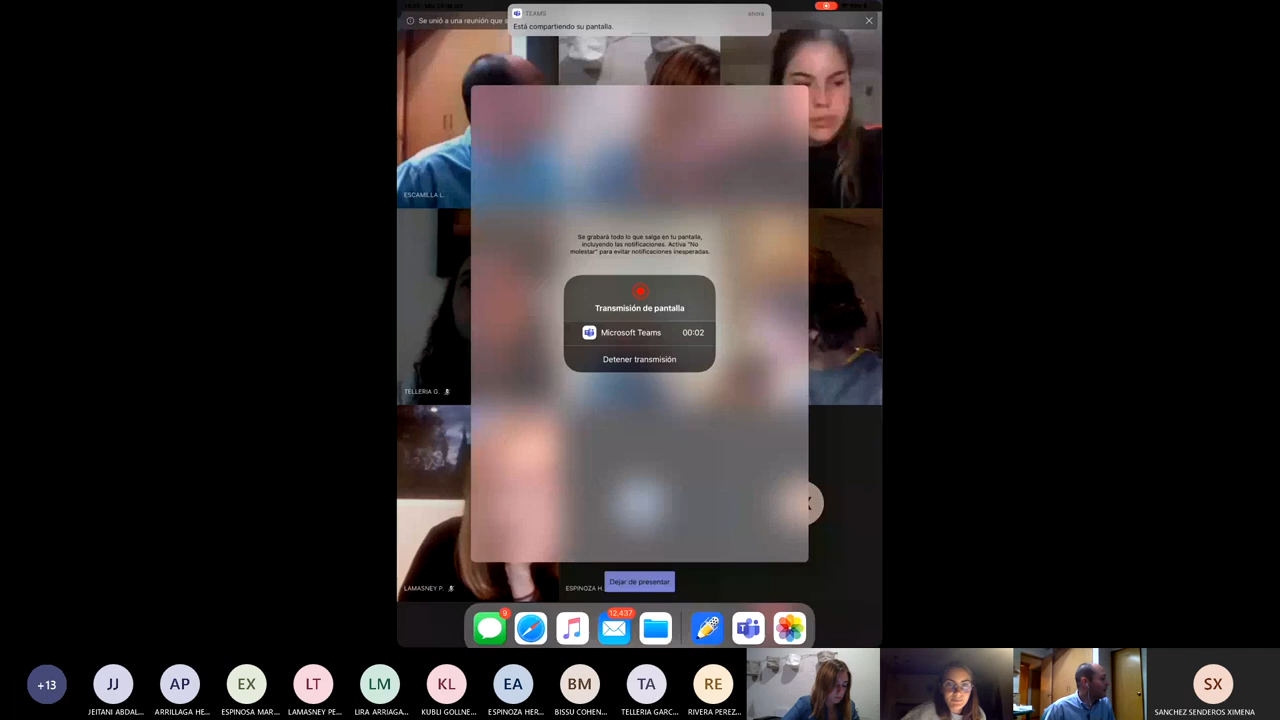 Se unió a una reunión que s
TEAMS
ahora
Está compartiendo su pantalla.
ESCAMILLA L.
Se grabará todo lo que salga en tu pantalla,
incluyendo las notificaciones. Activa "No
molestar" para evitar notificaciones inesperadas.
Transmisión de pantalla
Microsoft Teams 00:02
Detener transmisión
TELLERIA G.
LAMASNEY P.
ESPINOZA H.
Dejar de presentar
9
12,437
+13
JJ
AP
EX
LT
LM
KL
EA
BM
TA
RE
SX
JEITANI ABDAL...
ARRILLAGA HE...
ESPINOSA MAR...
LAMASNEY PE...
LIRA ARRIAGA...
KUBLI GOLLNE...
ESPINOZA HER...
BISSU COHEN...
TELLERIA GARC...
RIVERA PEREZ...
SANCHEZ SENDEROS XIMENA